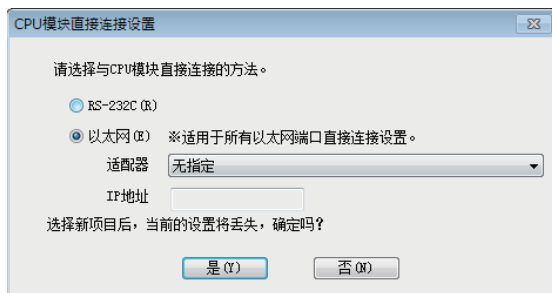 CPU模块直接连接设置
请选择与CPU模块直接连接的方法。
RS-232C(R)
以太网(E) ※适用于所有以太网端口直接连接设置。
适配器 无指定
IP地址
选择新项目后，当前的设置将丢失，确定吗?
是(Y) 否(N)